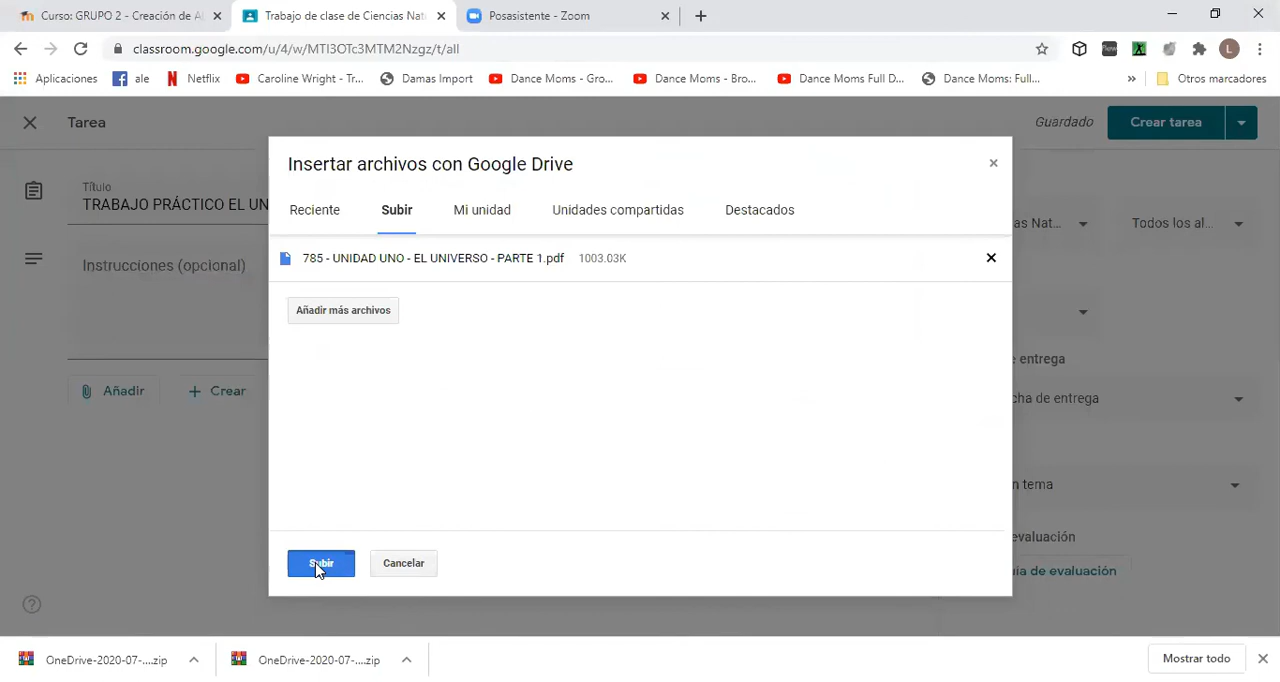 Curso: GRUPO 2 - Creación de A
Trabajo de clase de Ciencias Natu
Posasistente - Zoom
classroom.google.com/u/4/w/MTI3OTc3MTM2Nzgz/t/all
L
Aplicaciones
ale
Netflix
Caroline Wright - Tr...
Damas Import
Dance Moms - Gro...
Dance Moms - Bro...
Dance Moms Full D...
Dance Moms: Full...
»
Otros marcadores
Tarea
Guardado
Crear tarea
Insertar archivos con Google Drive
Título
TRABAJO PRÁCTICO EL UN
Reciente
Subir
Mi unidad
Unidades compartidas
Destacados
as Nat...
Todos los al...
Instrucciones (opcional)
785 - UNIDAD UNO - EL UNIVERSO - PARTE 1.pdf 1003.03K
Añadir más archivos
e entrega
Añadir
Crear
cha de entrega
n tema
evaluación
Subir
Cancelar
ía de evaluación
OneDrive-2020-07-....zip
OneDrive-2020-07-....zip
Mostrar todo